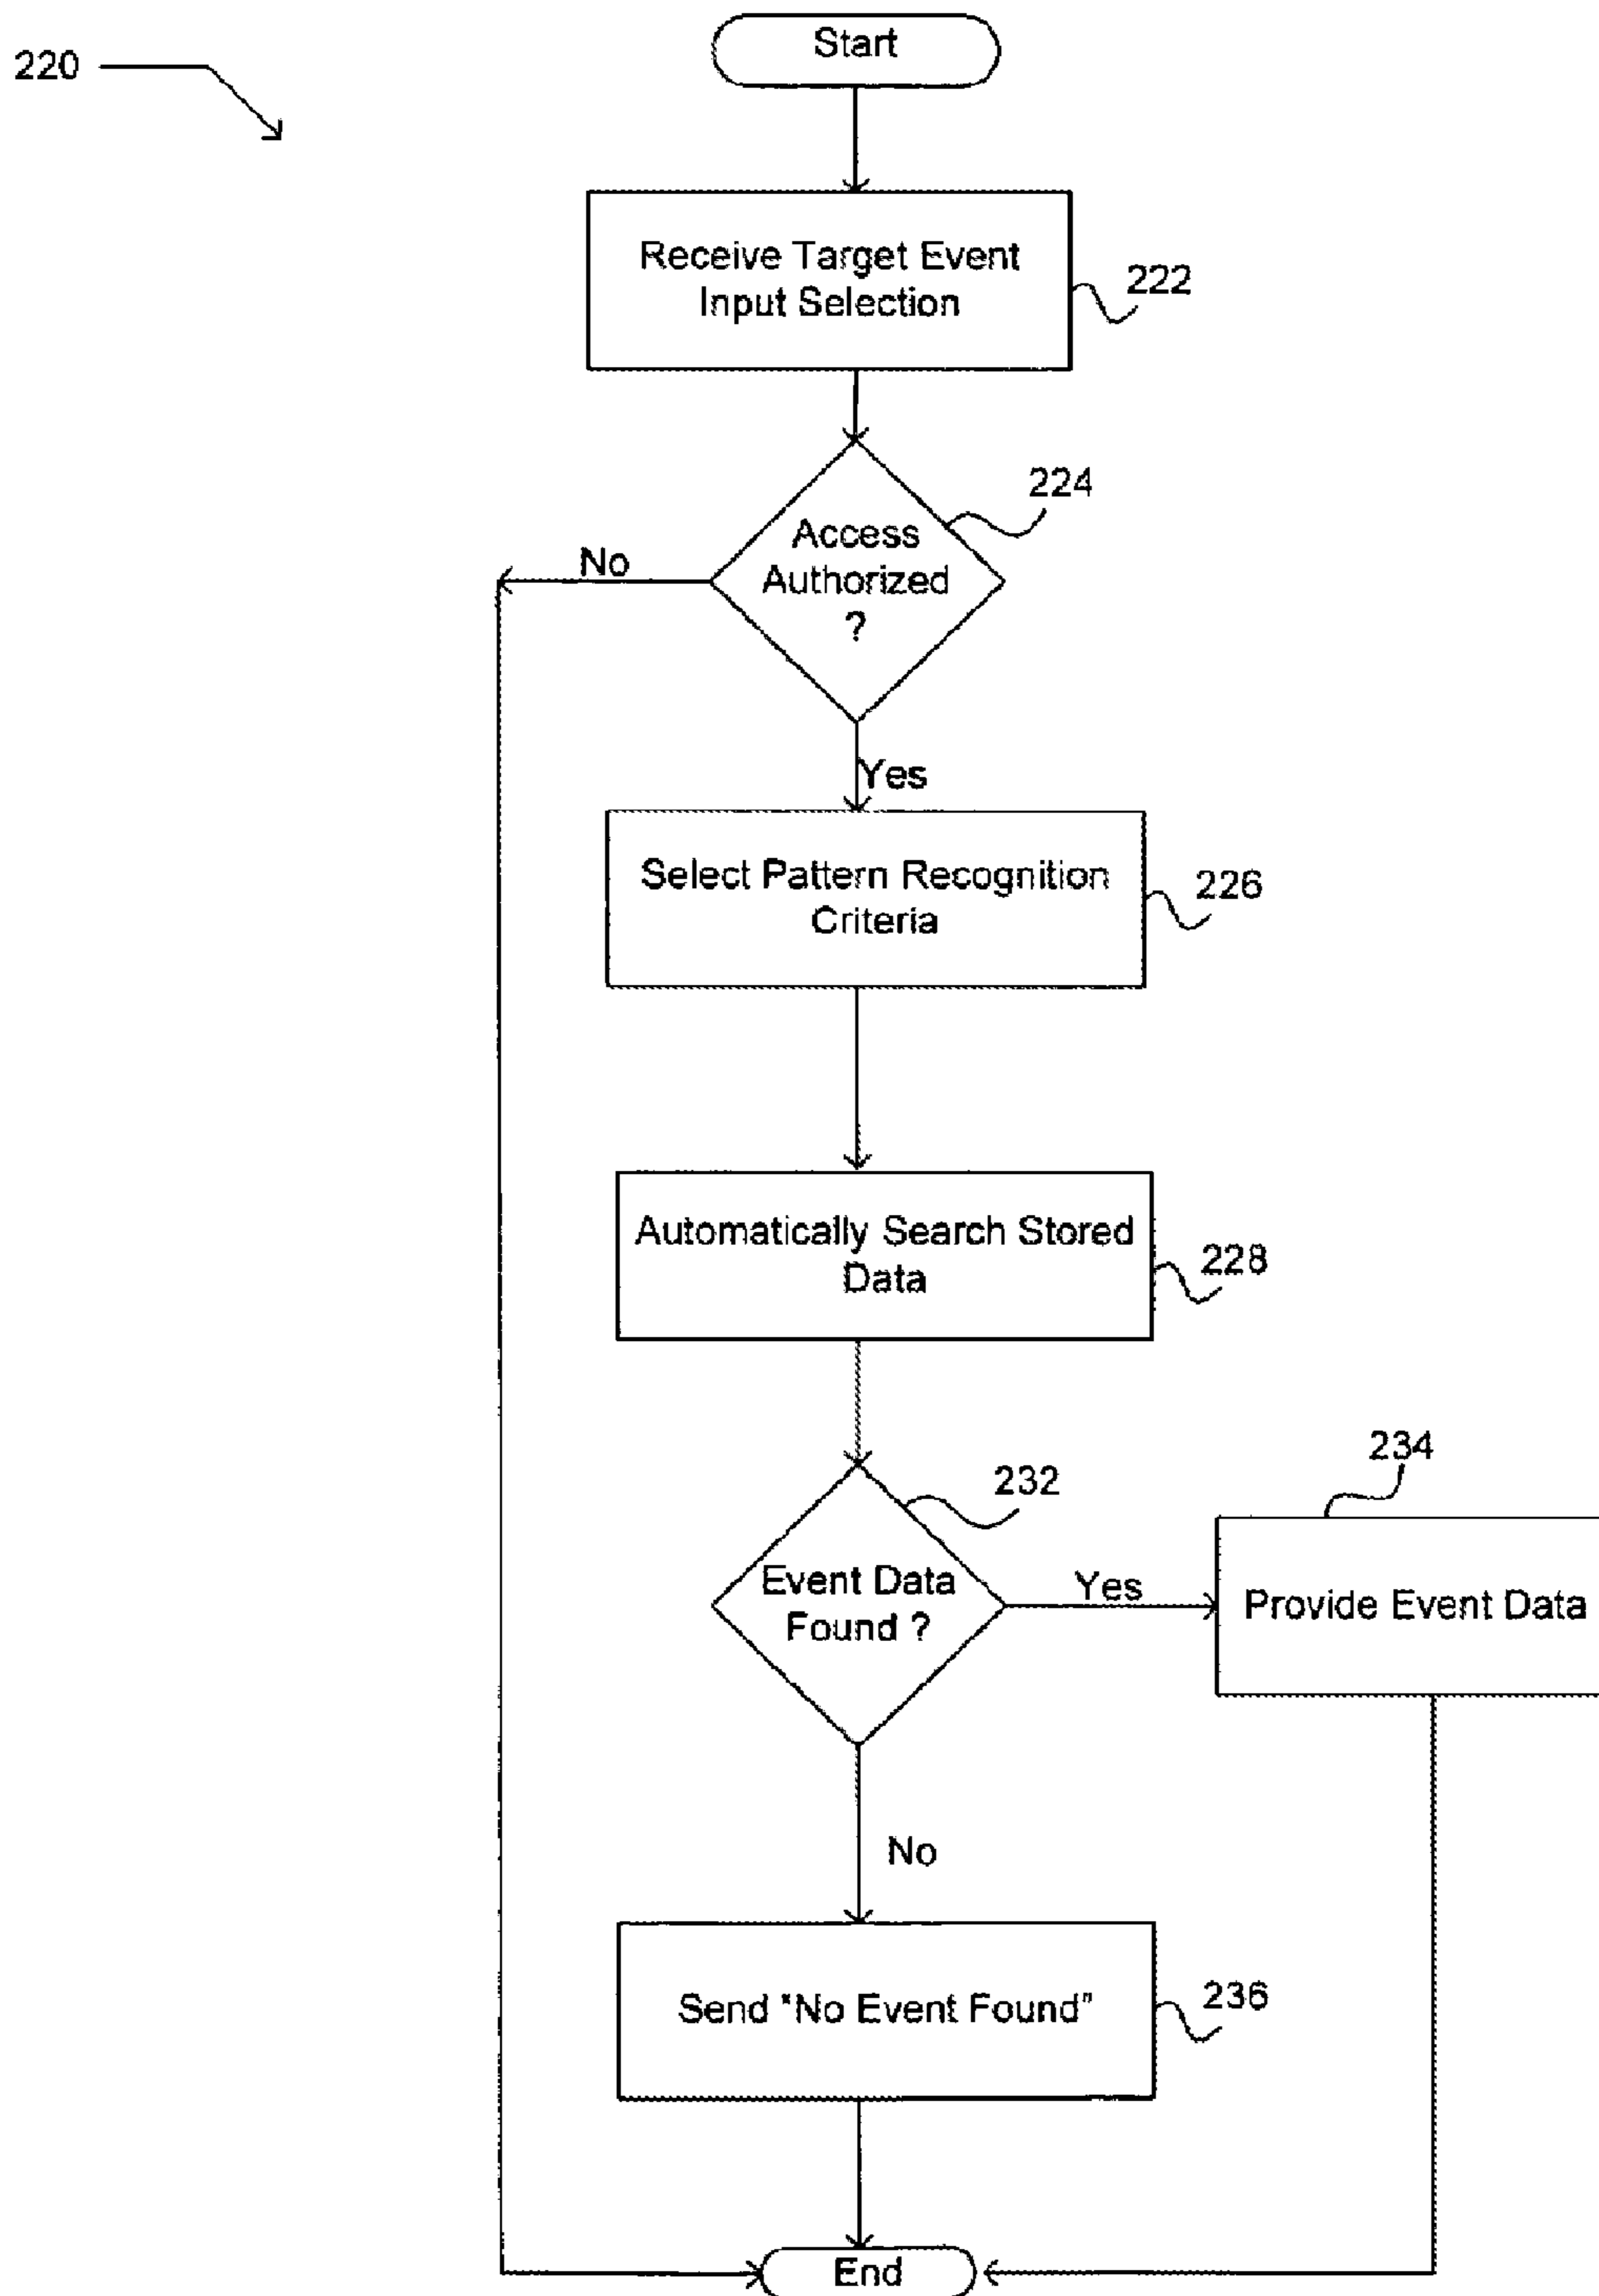 Start
220
Receive Target Event
Input Selection
222
224
Access
Authorized
?
No
Yes
Select Pattern Recognition
Criteria
226
Automatically Search Stored
Data
228
234
232
Event Data
Found ?
Yes
Provide Event Data
No
Send "No Event Found"
236
End